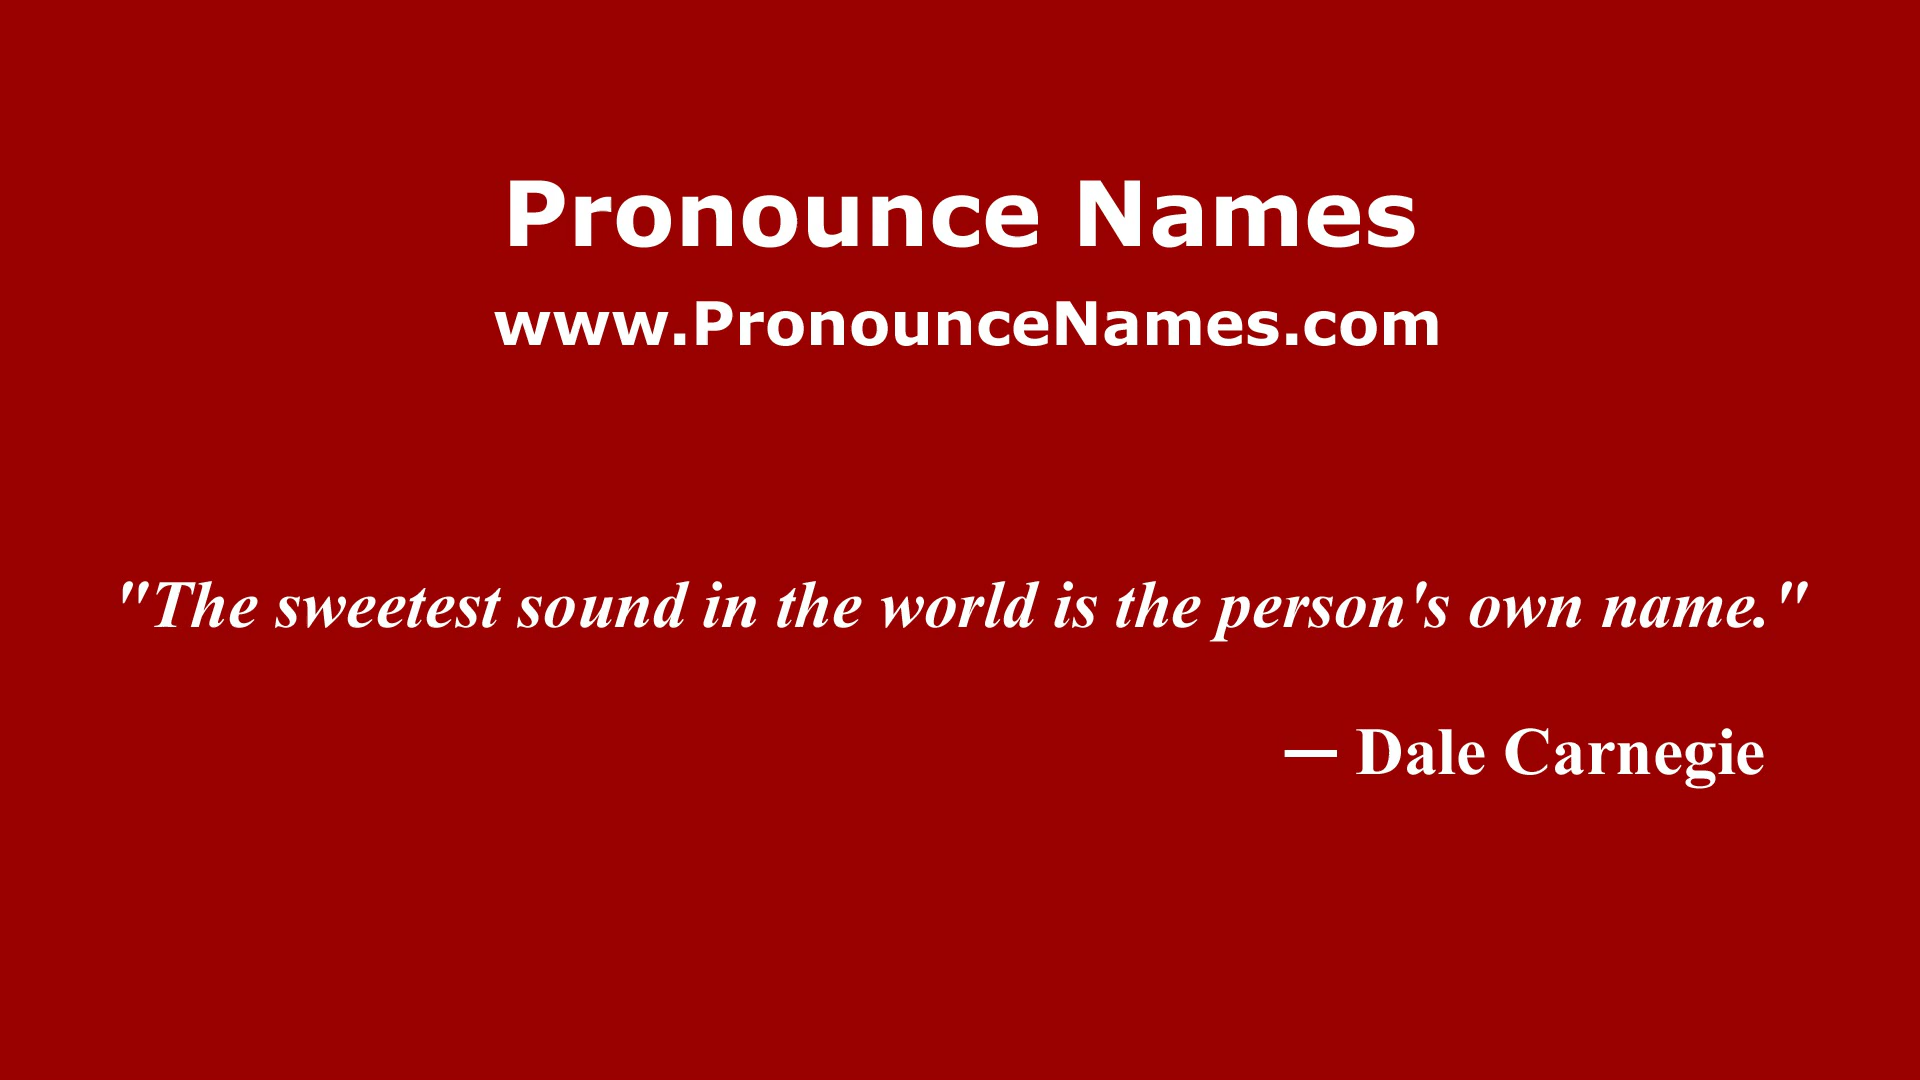 Pronounce Names
www.PronounceNames.com
"The sweetest sound in the world is the person's own name."
— Dale Carnegie